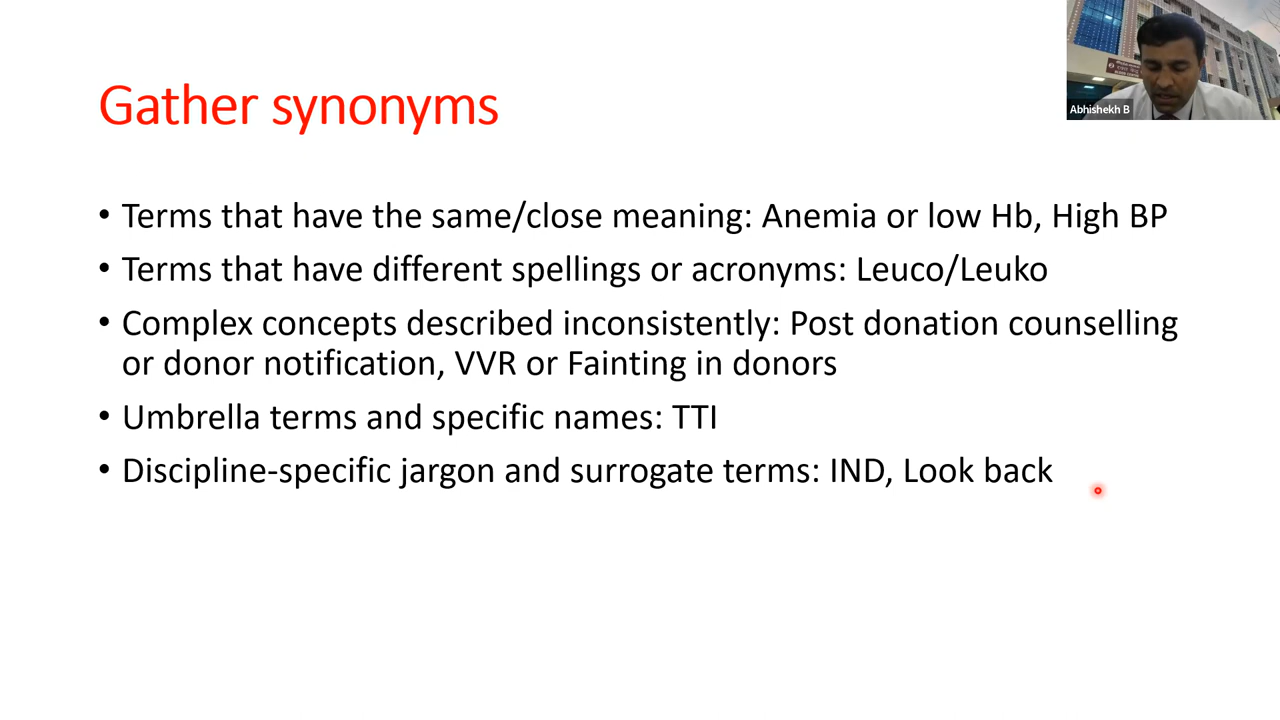 Gather synonyms
Abhishekh B
• Terms that have the same/close meaning: Anemia or low Hb, High BP
• Terms that have different spellings or acronyms: Leuco/Leuko
• Complex concepts described inconsistently: Post donation counselling
or donor notification, VVR or Fainting in donors
• Umbrella terms and specific names: TTI
• Discipline-specific jargon and surrogate terms: IND, Look back